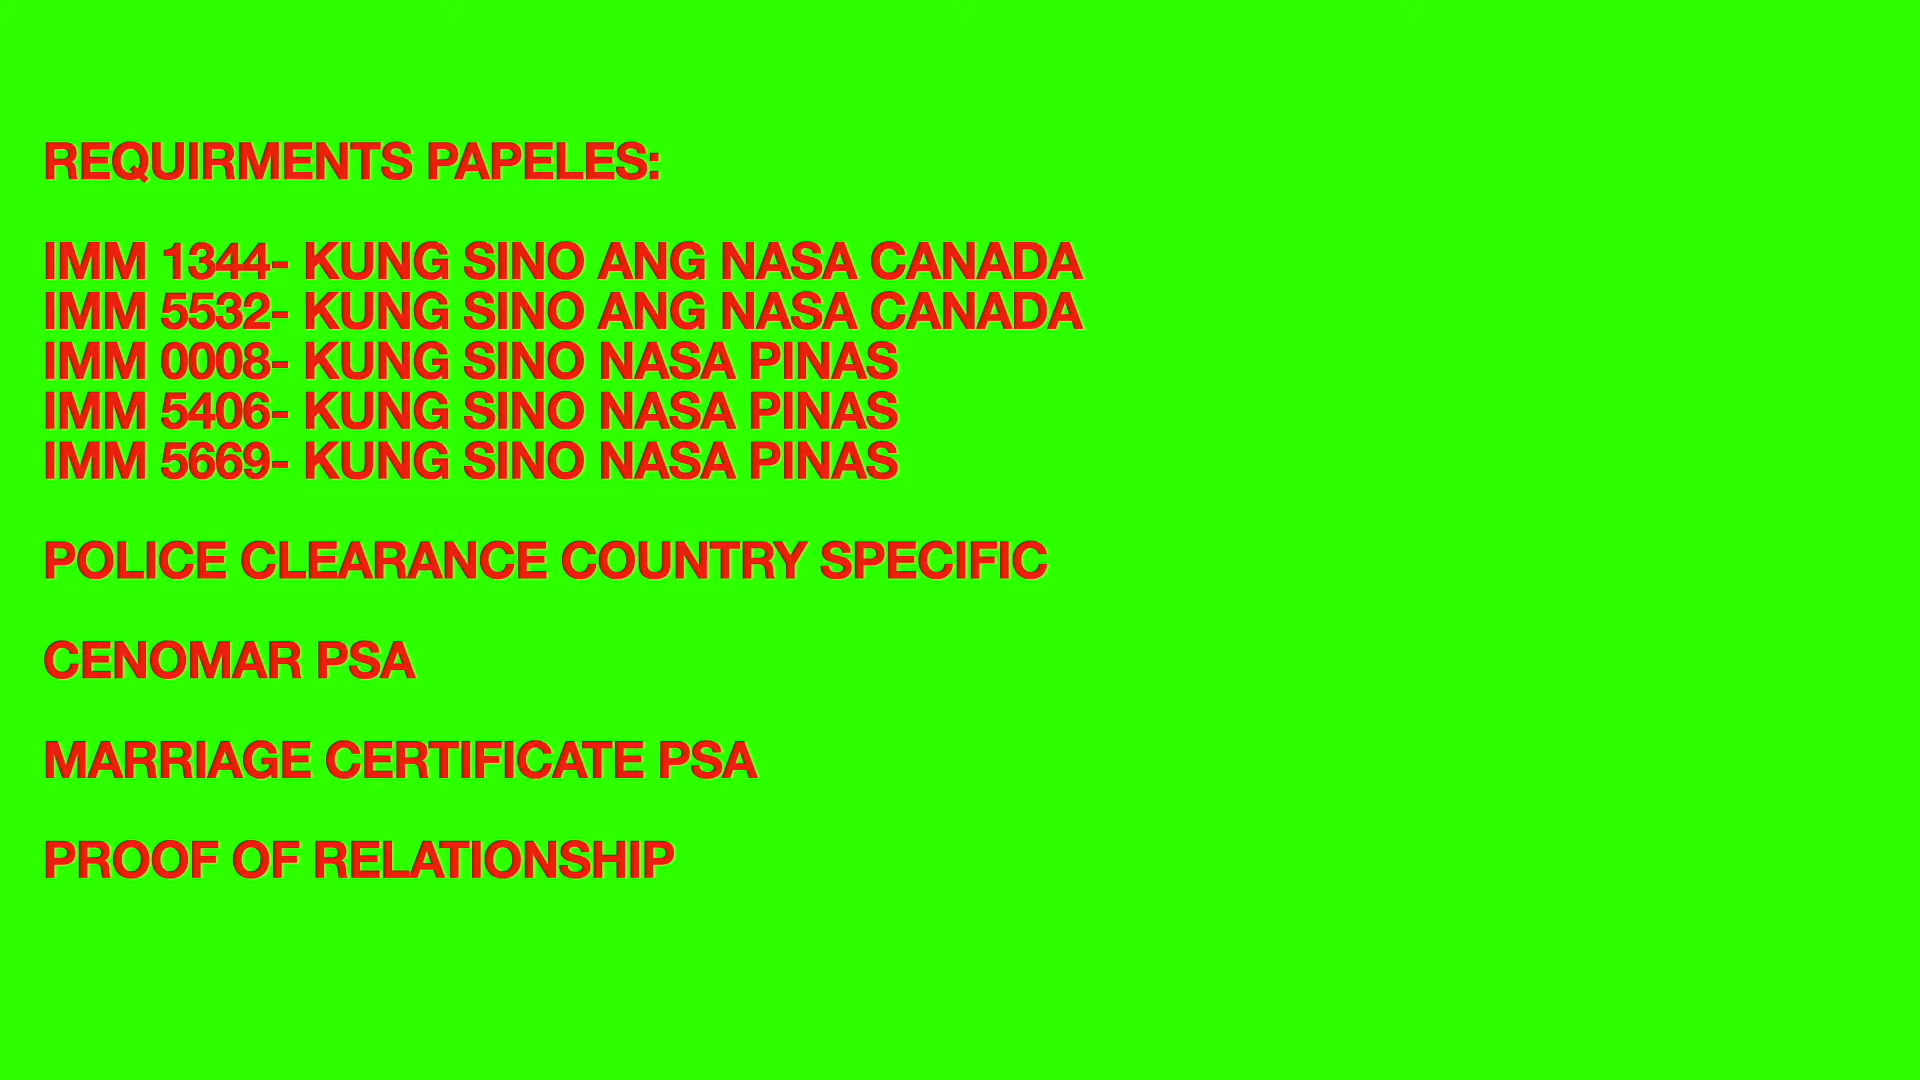 REQUIRMENTS PAPELES:
IMM 1344- KUNG SINO ANG NASA CANADA
IMM 5532- KUNG SINO ANG NASA CANADA
IMM 0008- KUNG SINO NASA PINAS
IMM 5406- KUNG SINO NASA PINAS
IMM 5669- KUNG SINO NASA PINAS
POLICE CLEARANCE COUNTRY SPECIFIC
CENOMAR PSA
MARRIAGE CERTIFICATE PSA
PROOF OF RELATIONSHIP